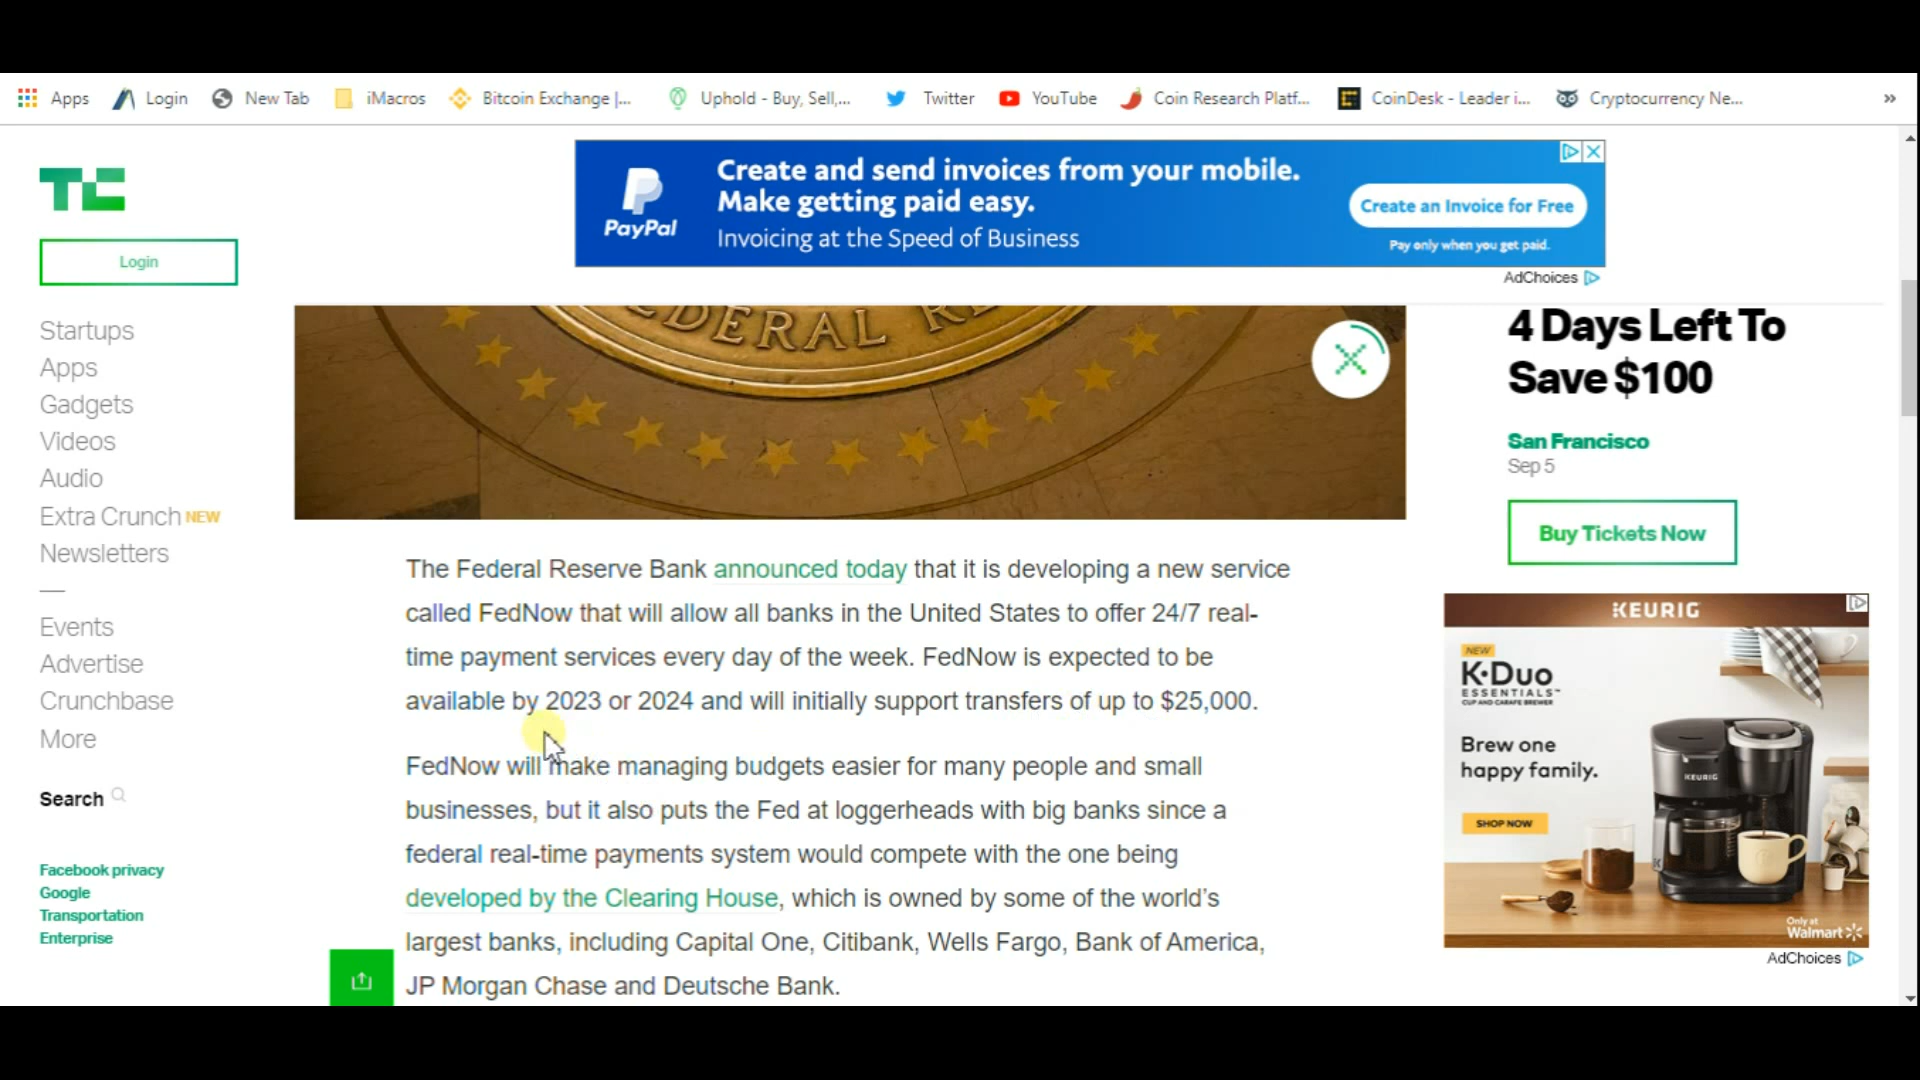 Apps Login New Tab iMacros Bitcoin Exchange |... Uphold - Buy, Sell,... Twitter YouTube Coin Research Platf... CoinDesk - Leader i... Cryptocurrency Ne... »
TC
Login
Startups
Apps
Gadgets
Videos
Audio
Extra Crunch NEW
Newsletters
—
Events
Advertise
Crunchbase
More
Search
Facebook privacy
Google
Transportation
Enterprise
PayPal
Create and send invoices from your mobile.
Make getting paid easy.
Invoicing at the Speed of Business
Create an Invoice for Free
Pay only when you get paid.
AdChoices
DERAL RE
The Federal Reserve Bank announced today that it is developing a new service
called FedNow that will allow all banks in the United States to offer 24/7 real-
time payment services every day of the week. FedNow is expected to be
available by 2023 or 2024 and will initially support transfers of up to $25,000.
FedNow will make managing budgets easier for many people and small
businesses, but it also puts the Fed at loggerheads with big banks since a
federal real-time payments system would compete with the one being
developed by the Clearing House, which is owned by some of the world's
largest banks, including Capital One, Citibank, Wells Fargo, Bank of America,
JP Morgan Chase and Deutsche Bank.
4 Days Left To
Save $100
San Francisco
Sep 5
Buy Tickets Now
KEURIG
NEW
K·Duo
ESSENTIALS™
CUP AND CARAFE BREWER
Brew one
happy family.
SHOP NOW
KEURIG
Only at
Walmart
AdChoices